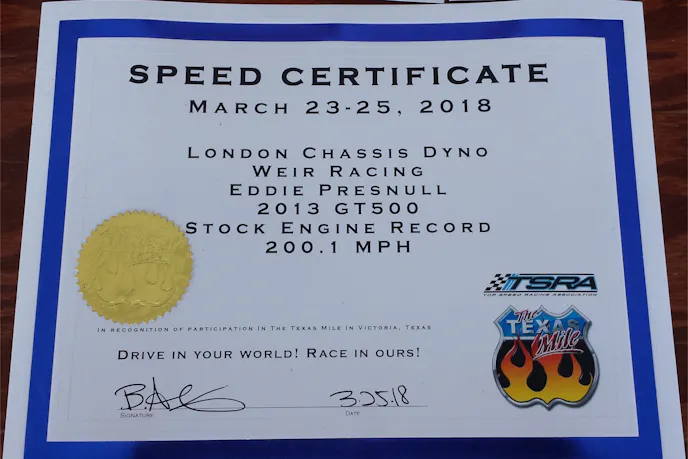 SPEED CERTIFICATE
MARCH 23-25, 2018
LONDON CHASSIS DYNO
WEIR RACING
EDDIE PRESNULL
2013 GT500
STOCK ENGINE RECORD
200.1 MPH
TSRA
TOP SPEED RACING ASSOCIATION
The
TEXAS
Mile
IN RECOGNITION OF PARTICIPATION IN THE TEXAS MILE IN VICTORIA, TEXAS
DRIVE IN YOUR WORLD! RACE IN OURS!
3.25.18
SIGNATURE
DATE